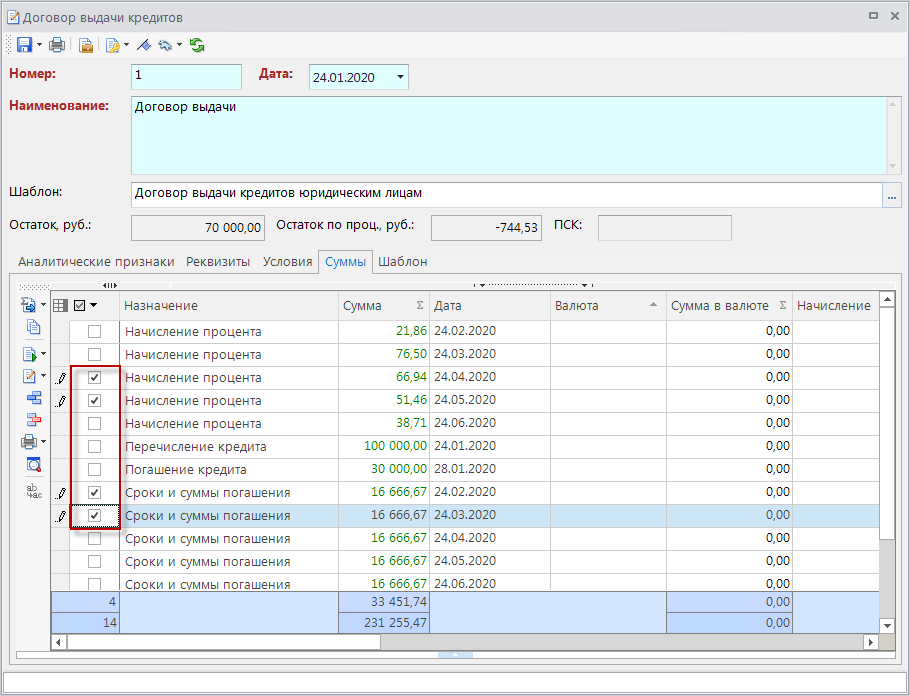 Договор выдачи кредитов
Номер: 1 Дата: 24.01.2020
Наименование: Договор выдачи
Шаблон: Договор выдачи кредитов юридическим лицам ...
Остаток, руб.: 70 000,00 Остаток по проц., руб.: -744,53 ПСК:
Аналитические признаки Реквизиты Условия Суммы Шаблон
Назначение Сумма Σ Дата Валюта Сумма в валюте Σ Начисление
Начисление процента 21,86 24.02.2020 0,00
Начисление процента 76,50 24.03.2020 0,00
Начисление процента 66,94 24.04.2020 0,00
Начисление процента 51,46 24.05.2020 0,00
Начисление процента 38,71 24.06.2020 0,00
Перечисление кредита 100 000,00 24.01.2020 0,00
Погашение кредита 30 000,00 28.01.2020 0,00
Сроки и суммы погашения 16 666,67 24.02.2020 0,00
Сроки и суммы погашения 16 666,67 24.03.2020 0,00
Сроки и суммы погашения 16 666,67 24.04.2020 0,00
Сроки и суммы погашения 16 666,67 24.05.2020 0,00
Сроки и суммы погашения 16 666,67 24.06.2020 0,00
4 33 451,74 0,00
14 231 255,47 0,00